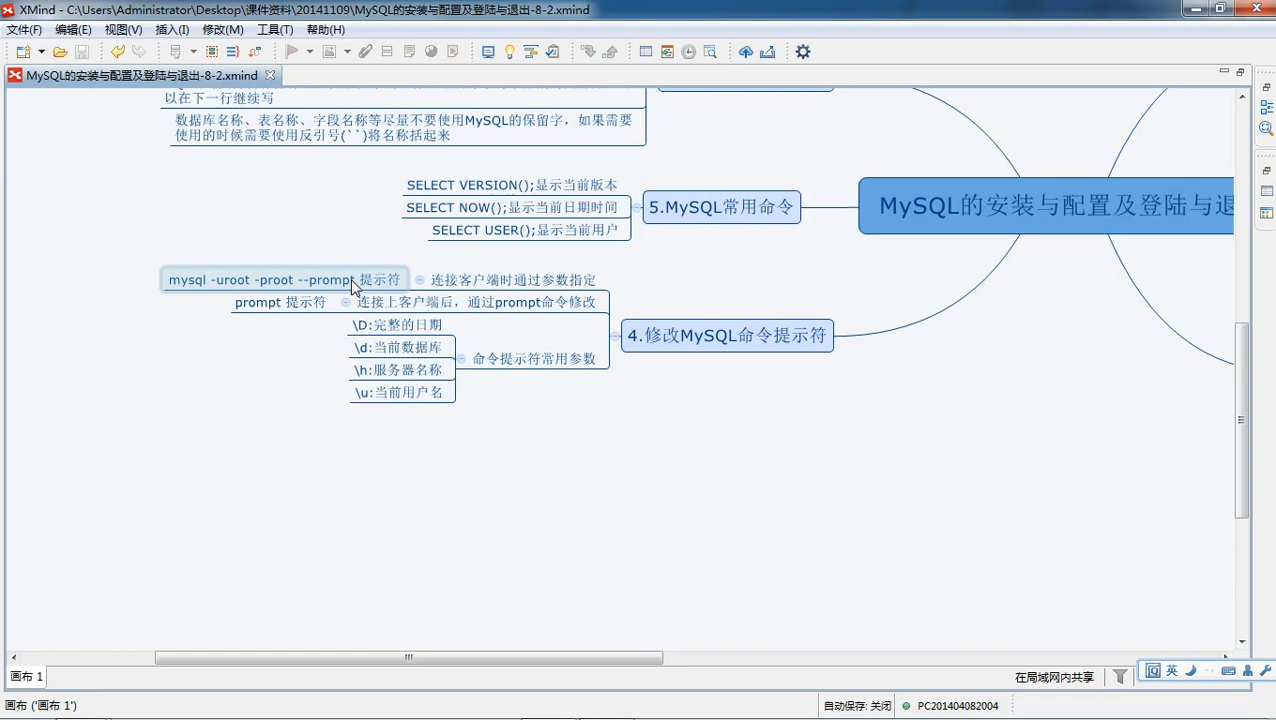 XMind - C:\Users\Administrator\Desktop\课件资料\20141109\MySQL的安装与配置及登陆与退出-8-2.xmind
文件(F) 编辑(E) 视图(V) 插入(I) 修改(M) 工具(T) 帮助(H)
MySQL的安装与配置及登陆与退出-8-2.xmind
以在下一行继续写
数据库名称、表名称、字段名称等尽量不要使用MySQL的保留字，如果需要
使用的时候需要使用反引号(``)将名称括起来
SELECT VERSION();显示当前版本
SELECT NOW();显示当前日期时间
SELECT USER();显示当前用户
5.MySQL常用命令
MySQL的安装与配置及登陆与退
mysql -uroot -proot --prompt 提示符
连接客户端时通过参数指定
prompt 提示符
连接上客户端后，通过prompt命令修改
\D:完整的日期
\d:当前数据库
\h:服务器名称
\u:当前用户名
命令提示符常用参数
4.修改MySQL命令提示符
画布 1
在局域网内共享
英
画布 ('画布 1')
自动保存: 关闭
PC201404082004